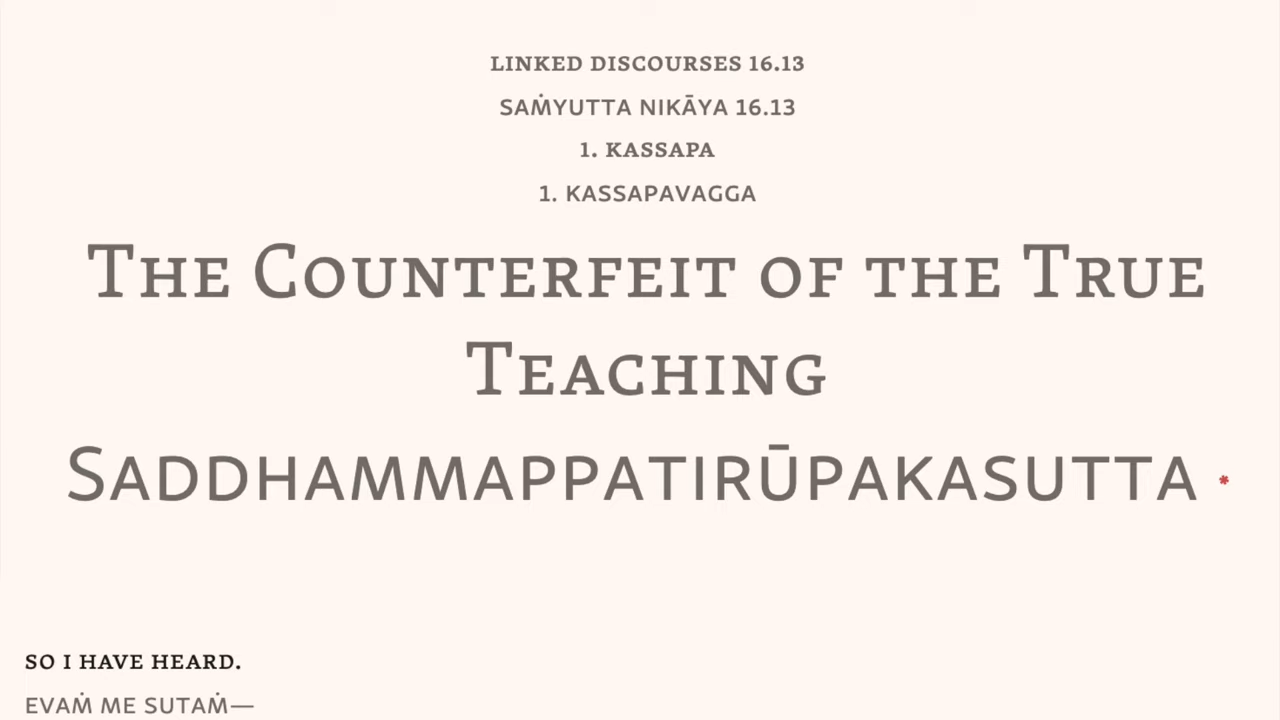 LINKED DISCOURSES 16.13
SAṀYUTTA NIKĀYA 16.13
1. KASSAPA
1. KASSAPAVAGGA
The Counterfeit of the True
Teaching
Saddhammappatirūpakasutta *
SO I HAVE HEARD.
EVAṀ ME SUTAṀ—